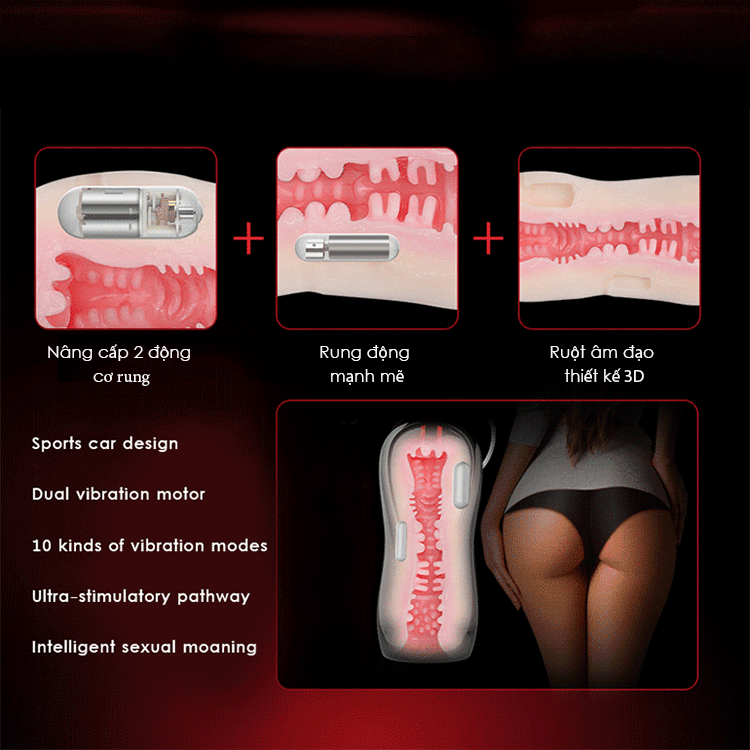 Nâng cấp 2 động
cơ rung
Rung động
mạnh mẽ
Ruột âm đạo
thiết kế 3D
Sports car design
Dual vibration motor
10 kinds of vibration modes
Ultra-stimulatory pathway
Intelligent sexual moaning